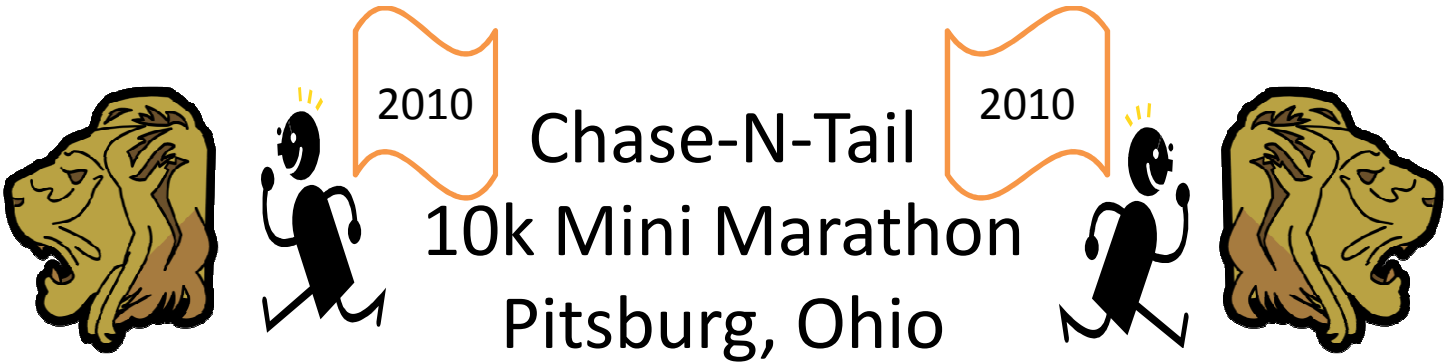 2010
2010
Chase-N-Tail
10k Mini Marathon
Pitsburg, Ohio